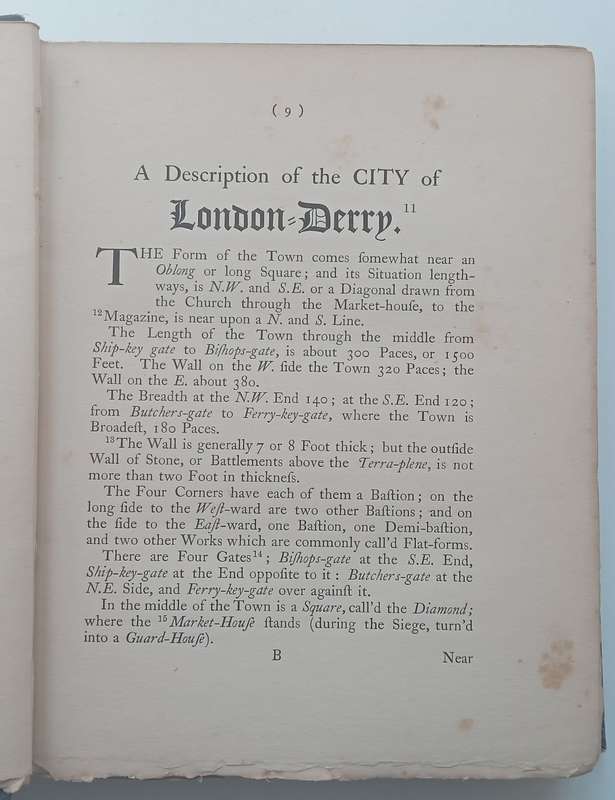 ( 9 )
A Description of the CITY of
London-Derry.¹¹
THE Form of the Town comes ſomewhat near an
Oblong or long Square; and its Situation length-
ways, is N.W. and S.E. or a Diagonal drawn from
the Church through the Market-houſe, to the
¹²Magazine, is near upon a N. and S. Line.
The Length of the Town through the middle from
Ship-key gate to Biſhops-gate, is about 300 Paces, or 1500
Feet. The Wall on the W. ſide the Town 320 Paces; the
Wall on the E. about 380.
The Breadth at the N.W. End 140; at the S.E. End 120;
from Butchers-gate to Ferry-key-gate, where the Town is
Broadeſt, 180 Paces.
¹³The Wall is generally 7 or 8 Foot thick; but the outſide
Wall of Stone, or Battlements above the Terra-plene, is not
more than two Foot in thickneſs.
The Four Corners have each of them a Baſtion; on the
long ſide to the Weſt-ward are two other Baſtions; and on
the ſide to the Eaſt-ward, one Baſtion, one Demi-baſtion,
and two other Works which are commonly call'd Flat-forms.
There are Four Gates¹⁴; Biſhops-gate at the S.E. End,
Ship-key-gate at the End oppoſite to it: Butchers-gate at the
N.E. Side, and Ferry-key-gate over againſt it.
In the middle of the Town is a Square, call'd the Diamond;
where the ¹⁵Market-Houſe ſtands (during the Siege, turn'd
into a Guard-Houſe).
B
Near